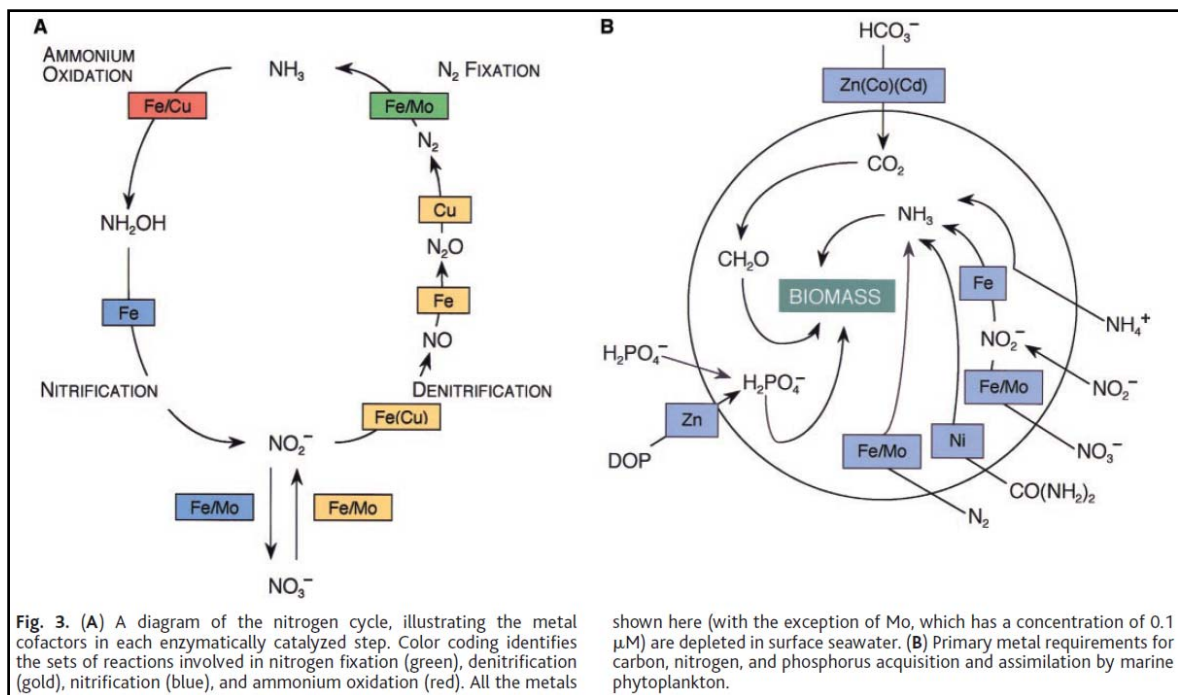 A
AMMONIUM
OXIDATION
NH₃
N₂ FIXATION
Fe/Cu
Fe/Mo
N₂
Cu
NH₂OH
N₂O
Fe
Fe
NO
NITRIFICATION
DENITRIFICATION
Fe(Cu)
NO₂⁻
Fe/Mo
Fe/Mo
NO₃⁻
B
HCO₃⁻
Zn(Co)(Cd)
CO₂
NH₃
CH₂O
Fe
BIOMASS
NH₄⁺
NO₂⁻
H₂PO₄⁻
H₂PO₄⁻
Fe/Mo
NO₂⁻
Zn
Fe/Mo
Ni
NO₃⁻
DOP
CO(NH₂)₂
N₂
Fig. 3. (A) A diagram of the nitrogen cycle, illustrating the metal
cofactors in each enzymatically catalyzed step. Color coding identifies
the sets of reactions involved in nitrogen fixation (green), denitrification
(gold), nitrification (blue), and ammonium oxidation (red). All the metals
shown here (with the exception of Mo, which has a concentration of 0.1
μM) are depleted in surface seawater. (B) Primary metal requirements for
carbon, nitrogen, and phosphorus acquisition and assimilation by marine
phytoplankton.